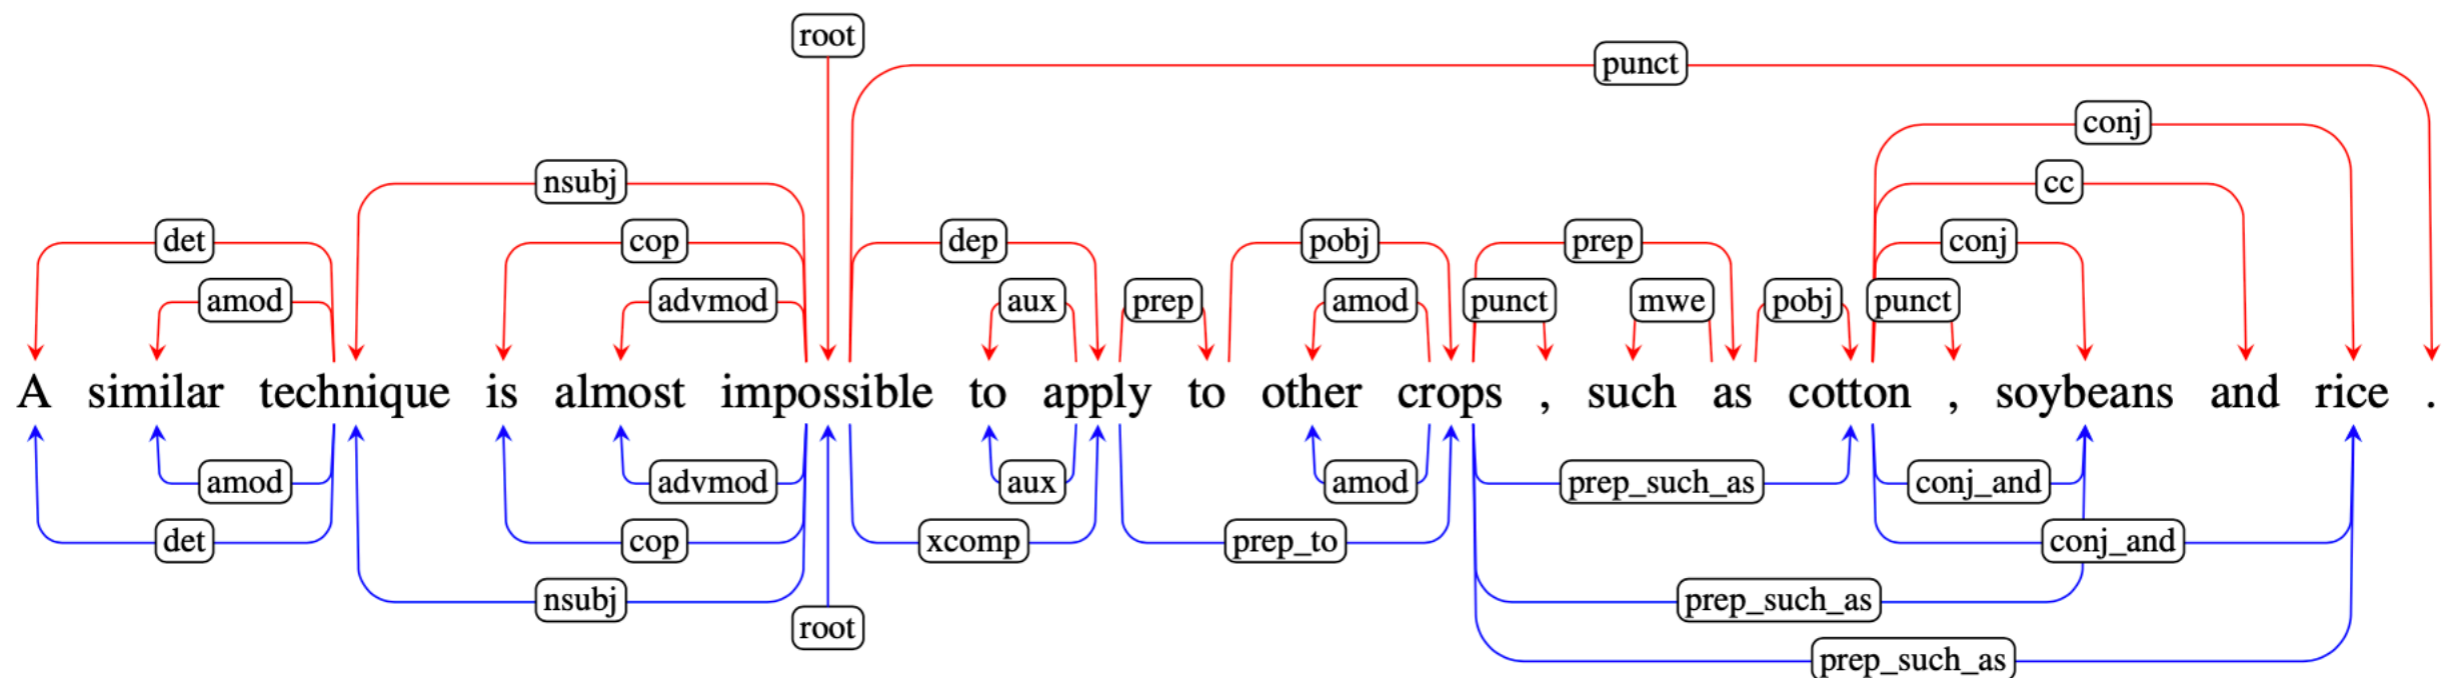 root
punct
conj
nsubj cc
det cop dep pobj prep conj
amod advmod aux prep amod punct mwe pobj punct
A similar technique is almost impossible to apply to other crops , such as cotton , soybeans and rice .
amod advmod aux amod prep_such_as conj_and
det cop xcomp prep_to conj_and
nsubj prep_such_as
root
prep_such_as